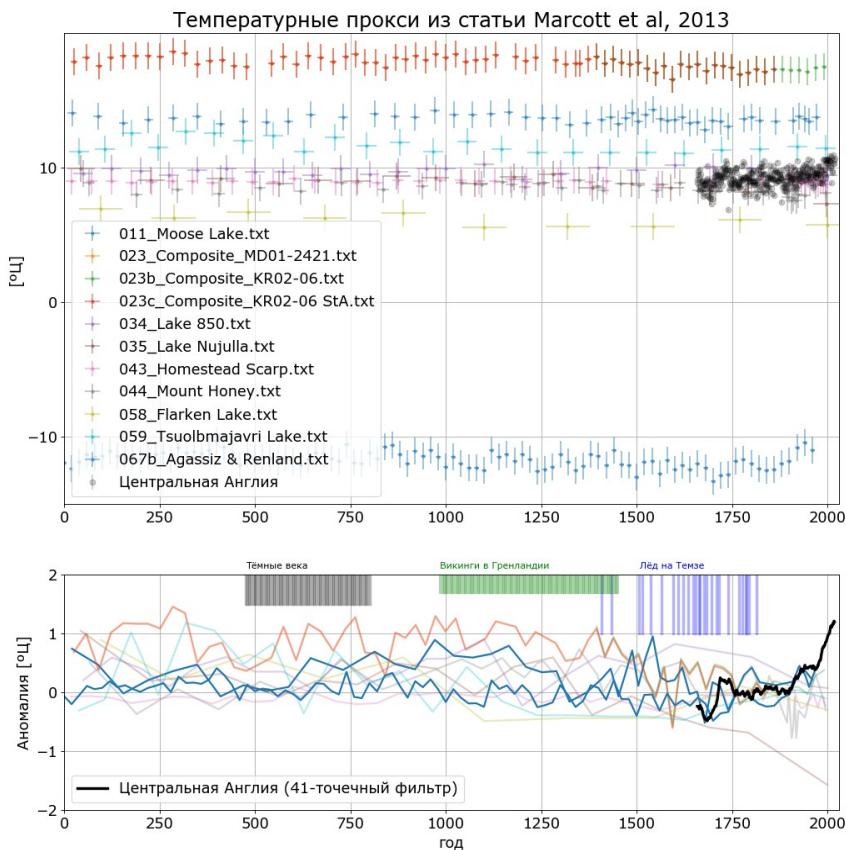 Температурные прокси из статьи Marcott et al, 2013
10
0
−10
[ºЦ]
011_Moose Lake.txt
023_Composite_MD01-2421.txt
023b_Composite_KR02-06.txt
023c_Composite_KR02-06 StA.txt
034_Lake 850.txt
035_Lake Nujulla.txt
043_Homestead Scarp.txt
044_Mount Honey.txt
058_Flarken Lake.txt
059_Tsuolbmajavri Lake.txt
067b_Agassiz & Renland.txt
Центральная Англия
0 250 500 750 1000 1250 1500 1750 2000
Тёмные века Викинги в Гренландии Лёд на Темзе
2
1
0
−1
−2
Аномалия [ºЦ]
Центральная Англия (41-точечный фильтр)
0 250 500 750 1000 1250 1500 1750 2000
год